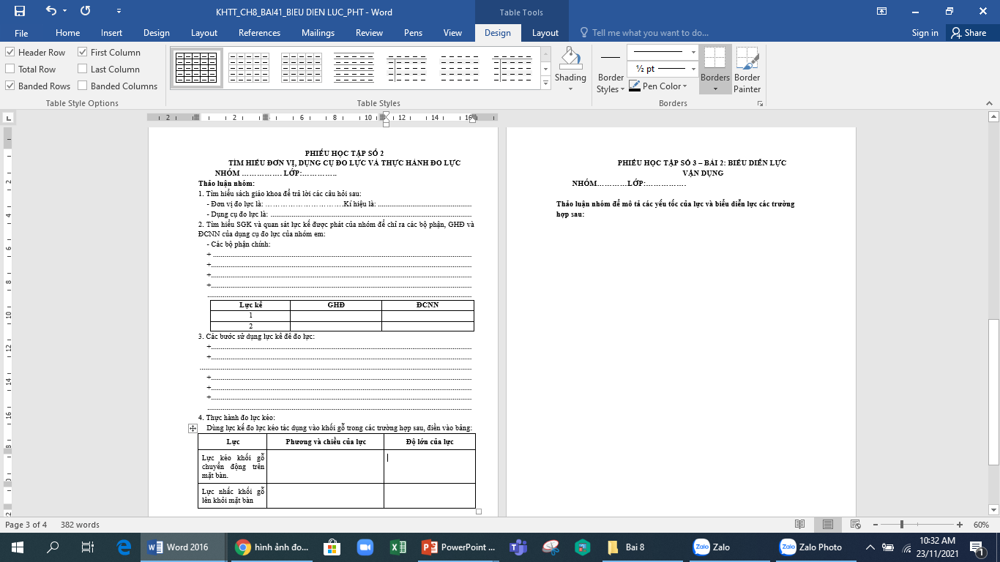 KHTT_CH8_BAI41_BIEU DIEN LUC_PHT - Word
Table Tools
File Home Insert Design Layout References Mailings Review Pens View Design Layout Tell me what you want to do... Sign in Share
Header Row First Column
Total Row Last Column
Banded Rows Banded Columns
Table Style Options
Table Styles
Shading
Border Styles
½ pt
Pen Color
Borders
Border Painter
Borders
2 2 4 6 8 10 12 14 16
PHIẾU HỌC TẬP SỐ 2
TÌM HIỂU ĐƠN VỊ, DỤNG CỤ ĐO LỰC VÀ THỰC HÀNH ĐO LỰC
NHÓM ……………. LỚP:…………..
Thảo luận nhóm:
1. Tìm hiểu sách giáo khoa để trả lời các câu hỏi sau:
- Đơn vị đo lực là: ………………………….Kí hiệu là: ................................................
- Dụng cụ đo lực là: ................................................
2. Tìm hiểu SGK và quan sát lực kế được phát của nhóm để chỉ ra các bộ phận, GHĐ và
ĐCNN của dụng cụ đo lực của nhóm em:
- Các bộ phận chính:
+ ................................................
+ ................................................
+ ................................................
+ ................................................
................................................
Lực kế GHĐ ĐCNN
1
2
3. Các bước sử dụng lực kế để đo lực:
+ ................................................
+ ................................................
................................................
+ ................................................
+ ................................................
+ ................................................
................................................
4. Thực hành đo lực kéo:
Dùng lực kế đo lực kéo tác dụng vào khối gỗ trong các trường hợp sau, điền vào bảng:
Lực Phương và chiều của lực Độ lớn của lực
Lực kéo khối gỗ
chuyển động trên
mặt bàn.
Lực nhấc khối gỗ
lên khỏi mặt bàn
PHIẾU HỌC TẬP SỐ 3 – BÀI 2: BIỂU DIỄN LỰC
VẬN DỤNG
NHÓM…………LỚP:…………….
Thảo luận nhóm để mô tả các yếu tốc của lực và biểu diễn lực các trường
hợp sau:
Page 3 of 4 382 words 60%
Word 2016 hình ảnh đo... PowerPoint ... Bai 8 Zalo Zalo Photo
10:32 AM
23/11/2021
1